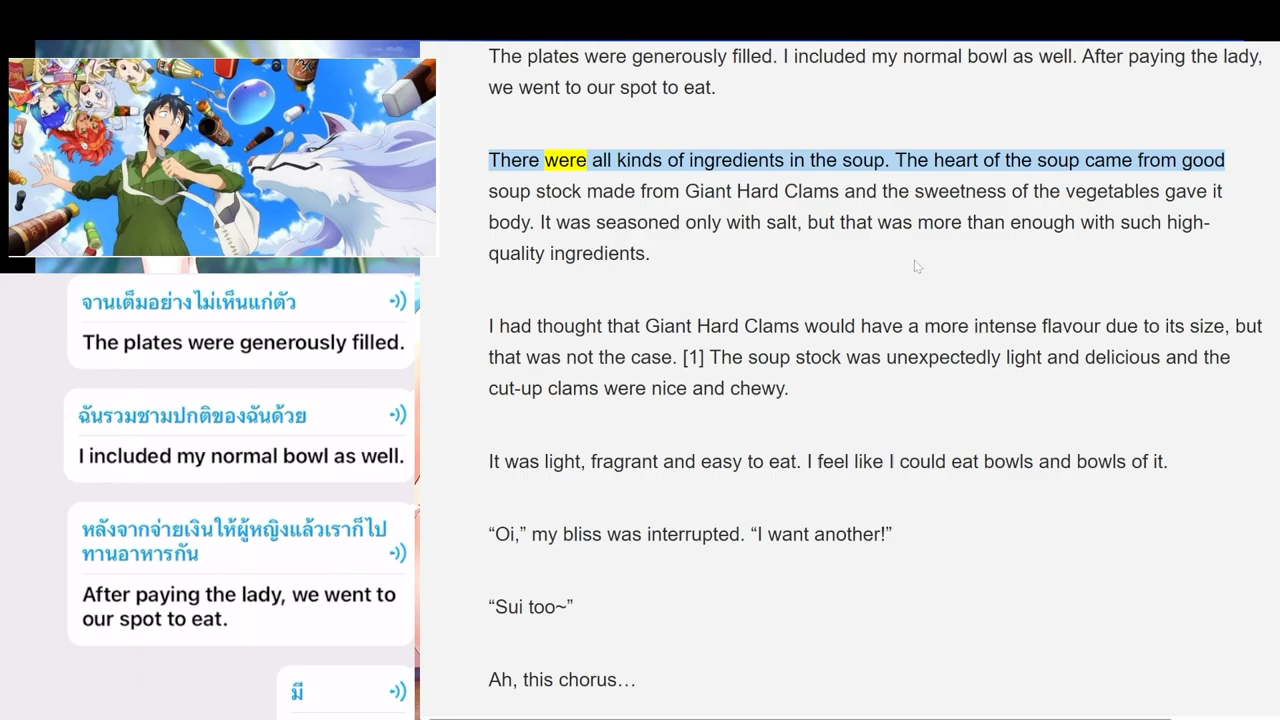 The plates were generously filled. I included my normal bowl as well. After paying the lady,
we went to our spot to eat.
There were all kinds of ingredients in the soup. The heart of the soup came from good
soup stock made from Giant Hard Clams and the sweetness of the vegetables gave it
body. It was seasoned only with salt, but that was more than enough with such high-
quality ingredients.
I had thought that Giant Hard Clams would have a more intense flavour due to its size, but
that was not the case. [1] The soup stock was unexpectedly light and delicious and the
cut-up clams were nice and chewy.
It was light, fragrant and easy to eat. I feel like I could eat bowls and bowls of it.
“Oi,” my bliss was interrupted. “I want another!”
“Sui too~”
Ah, this chorus…
จานเต็มอย่างไม่เห็นแก่ตัว
The plates were generously filled.
ฉันรวมชามปกติของฉันด้วย
I included my normal bowl as well.
หลังจากจ่ายเงินให้ผู้หญิงแล้วเราก็ไป
ทานอาหารกัน
After paying the lady, we went to
our spot to eat.
มี